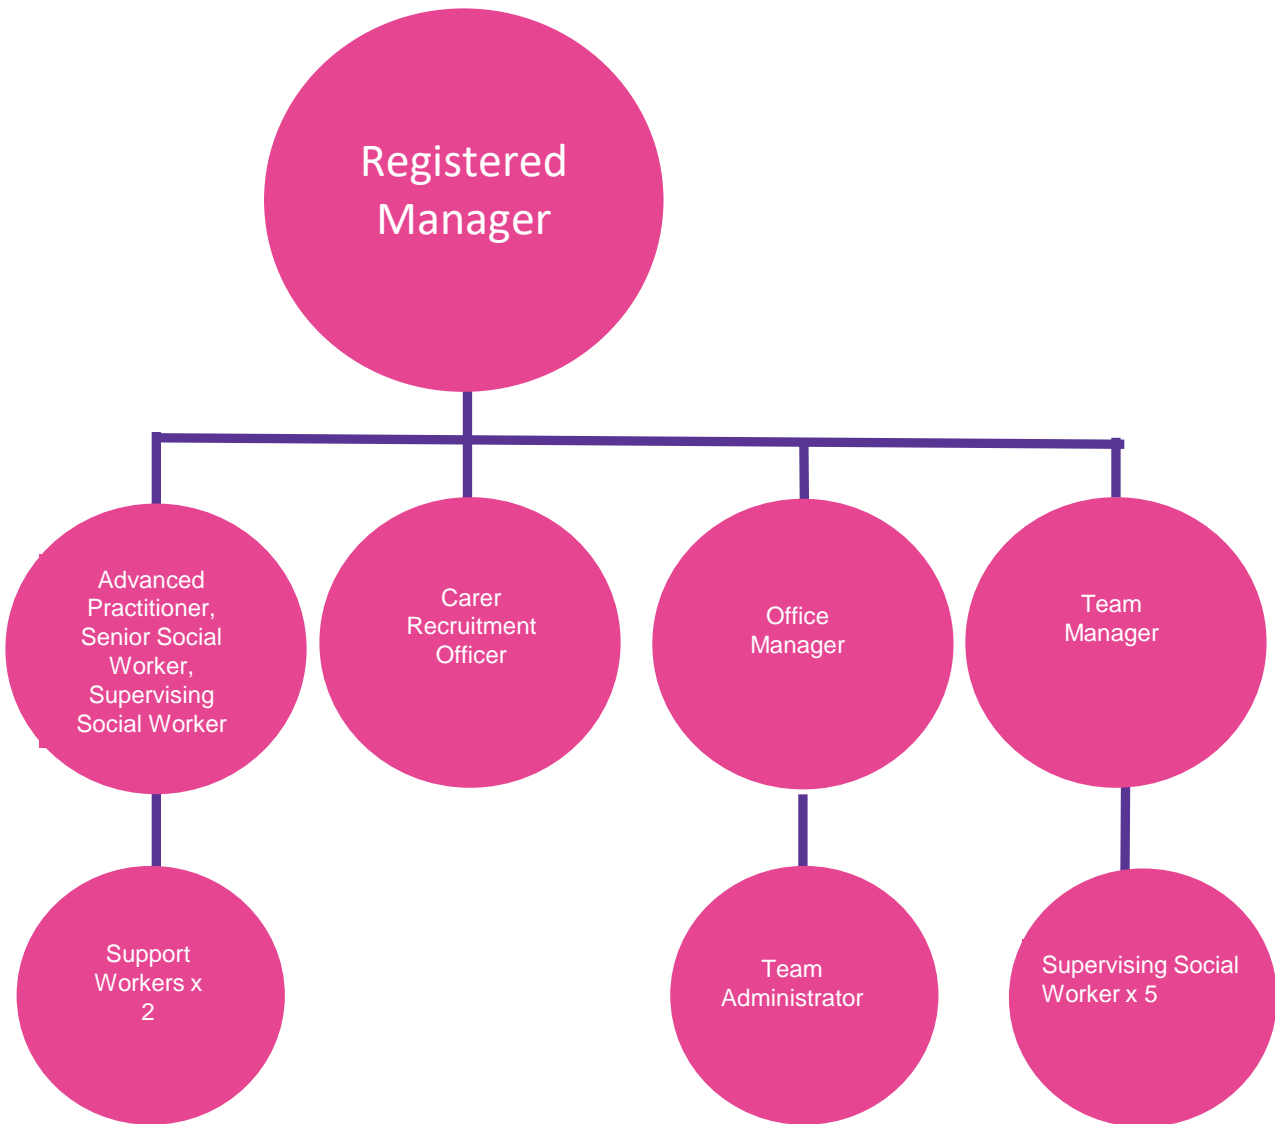 Registered
Manager
Advanced
Practitioner,
Senior Social
Worker,
Supervising
Social Worker
Carer
Recruitment
Officer
Office
Manager
Team
Manager
Support
Workers x
2
Team
Administrator
Supervising Social
Worker x 5